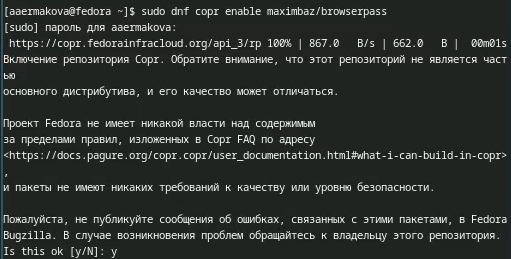 [aaermakova@fedora ~]$ sudo dnf copr enable maximbaz/browserpass
[sudo] пароль для aaermakova:
https://copr.fedorainfracloud.org/api_3/rp 100% | 867.0   B/s | 662.0   B |  00m01s
Включение репозитория Copr. Обратите внимание, что этот репозиторий не является част
ью
основного дистрибутива, и его качество может отличаться.

Проект Fedora не имеет никакой власти над содержимым
за пределами правил, изложенных в Copr FAQ по адресу
<https://docs.pagure.org/copr.copr/user_documentation.html#what-i-can-build-in-copr>
,
и пакеты не имеют никаких требований к качеству или уровню безопасности.

Пожалуйста, не публикуйте сообщения об ошибках, связанных с этими пакетами, в Fedora
Bugzilla. В случае возникновения проблем обращайтесь к владельцу этого репозитория.
Is this ok [y/N]: y